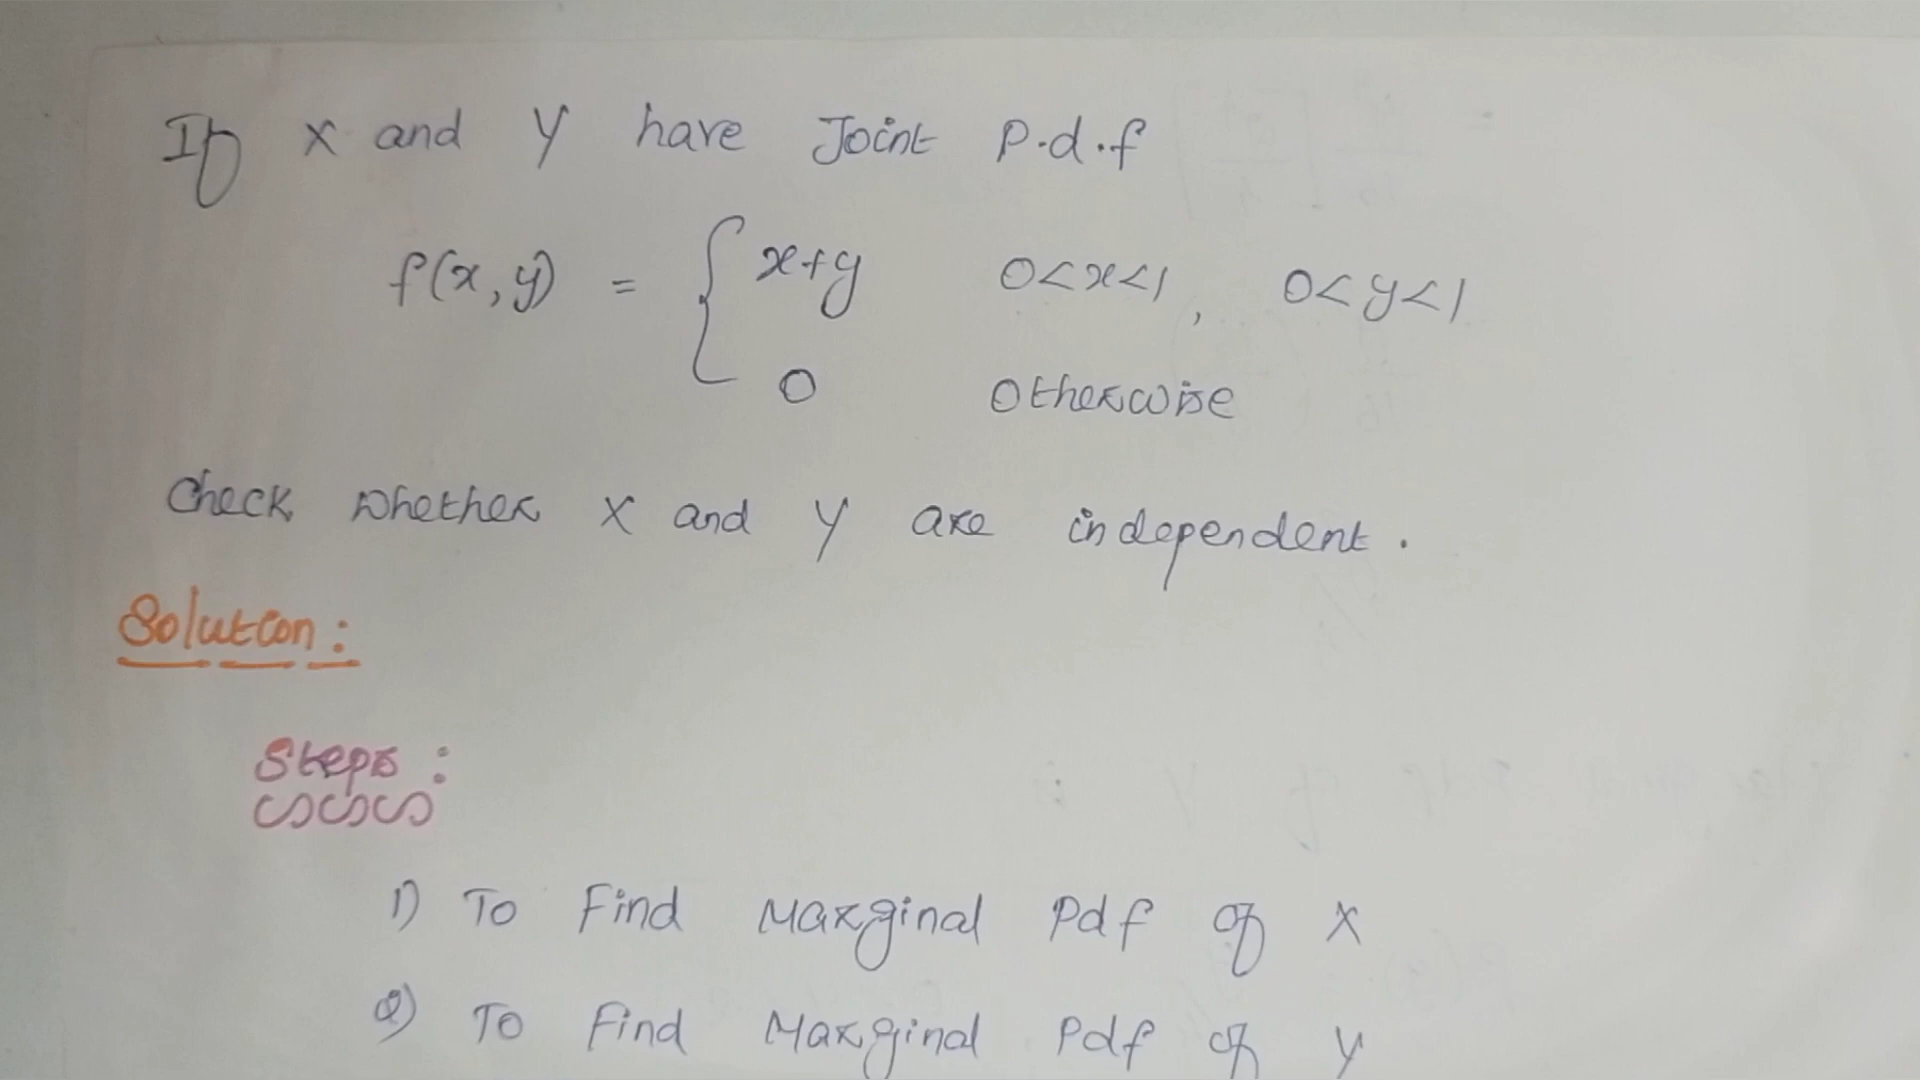 If X and Y have Joint P.d.f
f(x,y) = { x+y 0<x<1, 0<y<1
0 Otherwise
Check whether X and Y are independent.
Solution:
Steps:
1) To Find Marginal Pdf of X
2) To Find Marginal Pdf of Y